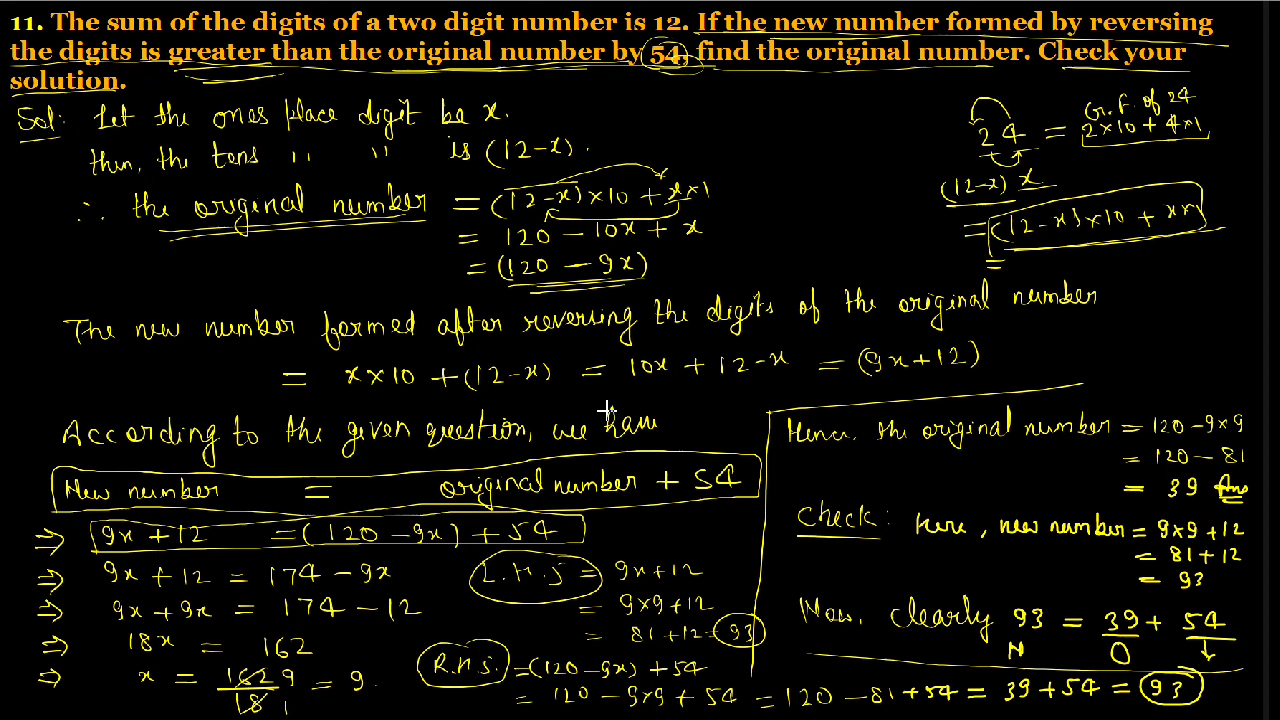 11. The sum of the digits of a two digit number is 12. If the new number formed by reversing
the digits is greater than the original number by 54, find the original number. Check your
solution.
Sol: Let the ones place digit be x.
then, the tens " " is (12-x).
∴ the original number = (12-x)×10 + x×1
= 120 - 10x + x
= (120 - 9x)
24 = G.F. of 24
2×10 + 4×1
(12-x) x
= (12-x)×10 + x×1
=
The new number formed after reversing the digits of the original number
= x×10 + (12-x) = 10x + 12-x = (9x+12)
According to the given question, we have
New number = original number + 54
⇒ 9x + 12 = (120 - 9x) + 54
⇒ 9x + 12 = 174 - 9x
⇒ 9x + 9x = 174 - 12
⇒ 18x = 162
⇒ x = 162 9 / 18 1 = 9
L.H.S = 9x+12
= 9×9+12
= 81+12 = 93
R.H.S. = (120-9x) + 54
= 120 - 9×9 + 54 = 120 - 81 + 54 = 39 + 54 = 93
Hence, the original number = 120-9×9
= 120 - 81
= 39 Ans
Check: Here, new number = 9×9+12
= 81+12
= 93
Now, clearly 93 = 39 + 54
N O ↓